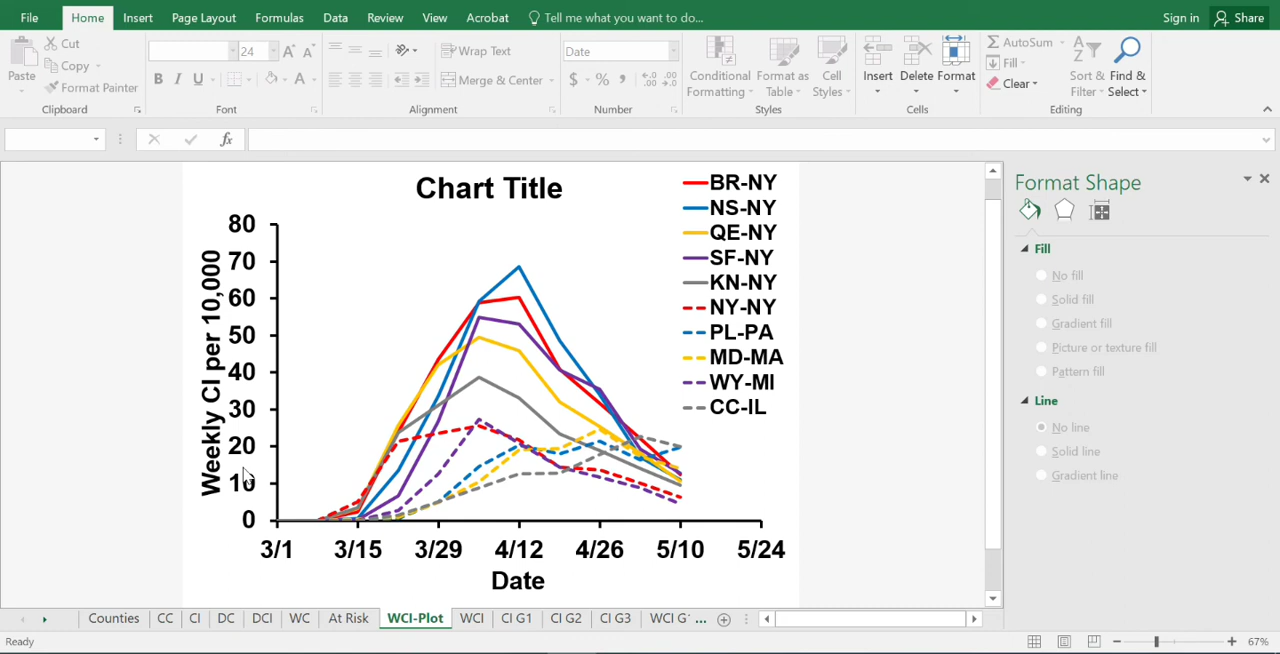 File Home Insert Page Layout Formulas Data Review View Acrobat Tell me what you want to do... Sign in Share
Paste Cut Copy Format Painter Clipboard
24 B I U A A A Font
Wrap Text Merge & Center Alignment
Date $ % , Number
Conditional Formatting Format as Table Cell Styles Styles
Insert Delete Format Cells
AutoSum Fill Clear Sort & Filter Find & Select Editing
fx
Chart Title
BR-NY
NS-NY
QE-NY
SF-NY
KN-NY
NY-NY
PL-PA
MD-MA
WY-MI
CC-IL
Weekly CI per 10,000
80
70
60
50
40
30
20
10
0
3/1 3/15 3/29 4/12 4/26 5/10 5/24
Date
Format Shape
Fill
No fill
Solid fill
Gradient fill
Picture or texture fill
Pattern fill
Line
No line
Solid line
Gradient line
Counties CC CI DC DCI WC At Risk WCI-Plot WCI CI G1 CI G2 CI G3 WCI G1 ...
Ready 67%